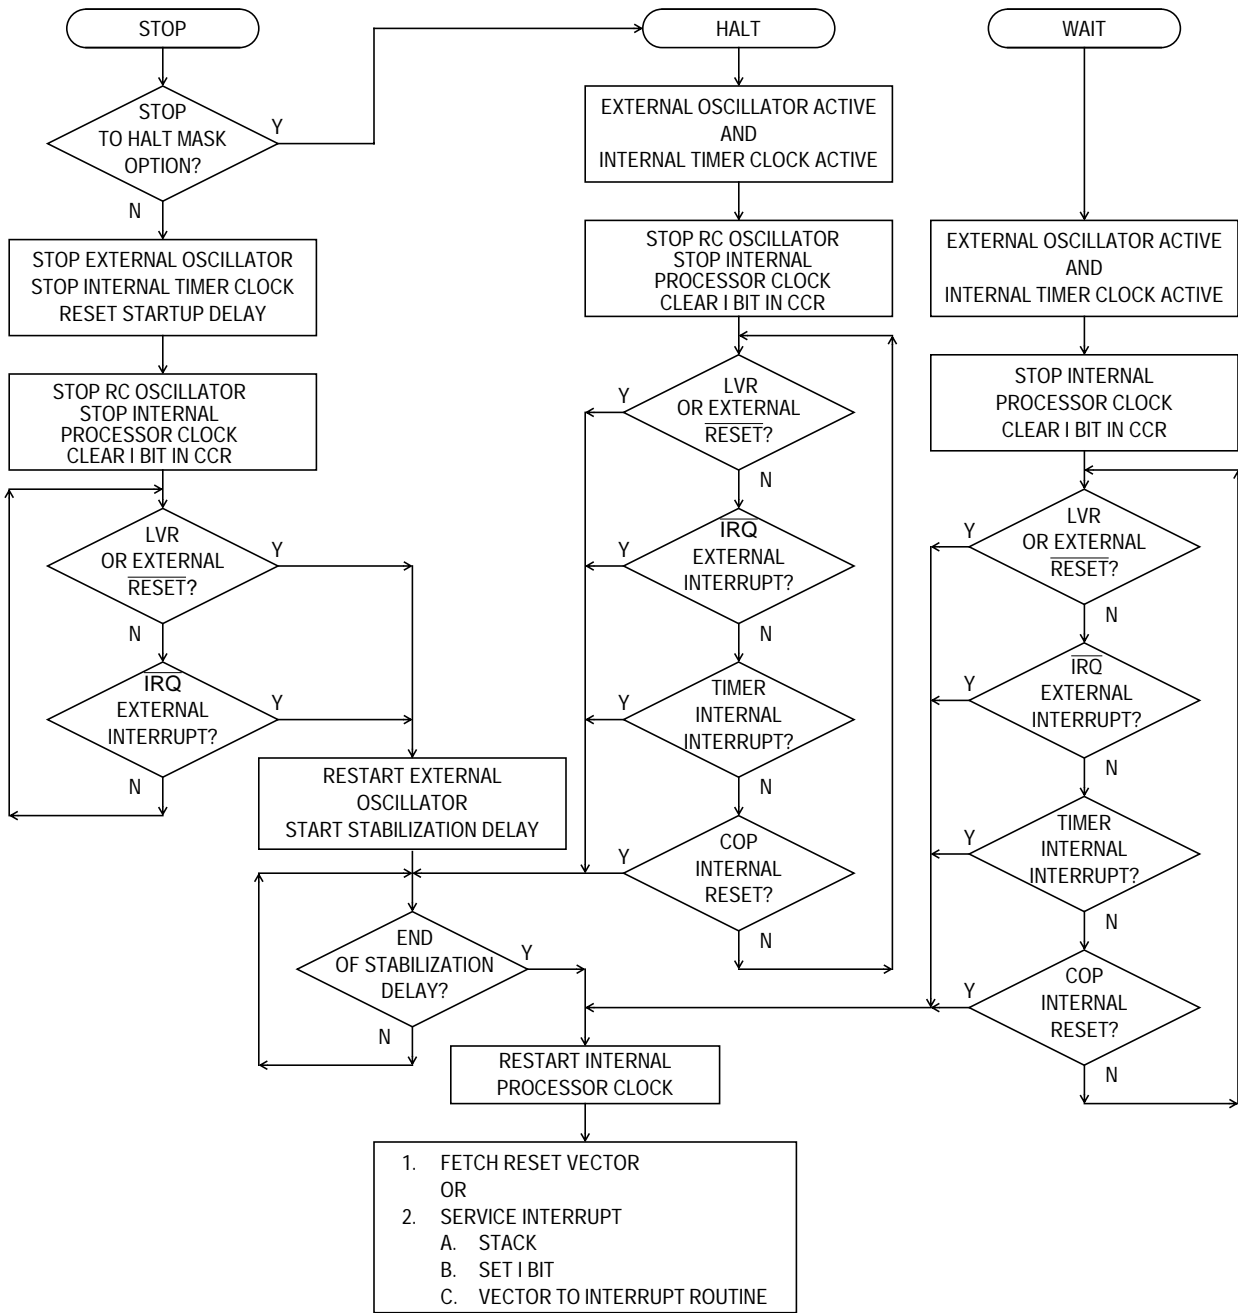 STOP
STOP
TO HALT MASK
OPTION?
Y
N
STOP EXTERNAL OSCILLATOR
STOP INTERNAL TIMER CLOCK
RESET STARTUP DELAY
STOP RC OSCILLATOR
STOP INTERNAL
PROCESSOR CLOCK
CLEAR I BIT IN CCR
LVR
OR EXTERNAL
RESET?
Y
N
IRQ
EXTERNAL
INTERRUPT?
Y
N
RESTART EXTERNAL
OSCILLATOR
START STABILIZATION DELAY
END
OF STABILIZATION
DELAY?
Y
N
HALT
EXTERNAL OSCILLATOR ACTIVE
AND
INTERNAL TIMER CLOCK ACTIVE
STOP RC OSCILLATOR
STOP INTERNAL
PROCESSOR CLOCK
CLEAR I BIT IN CCR
LVR
OR EXTERNAL
RESET?
Y
N
IRQ
EXTERNAL
INTERRUPT?
Y
N
TIMER
INTERNAL
INTERRUPT?
Y
N
COP
INTERNAL
RESET?
Y
N
WAIT
EXTERNAL OSCILLATOR ACTIVE
AND
INTERNAL TIMER CLOCK ACTIVE
STOP INTERNAL
PROCESSOR CLOCK
CLEAR I BIT IN CCR
LVR
OR EXTERNAL
RESET?
Y
N
IRQ
EXTERNAL
INTERRUPT?
Y
N
TIMER
INTERNAL
INTERRUPT?
Y
N
COP
INTERNAL
RESET?
Y
N
RESTART INTERNAL
PROCESSOR CLOCK
1. FETCH RESET VECTOR
OR
2. SERVICE INTERRUPT
A. STACK
B. SET I BIT
C. VECTOR TO INTERRUPT ROUTINE